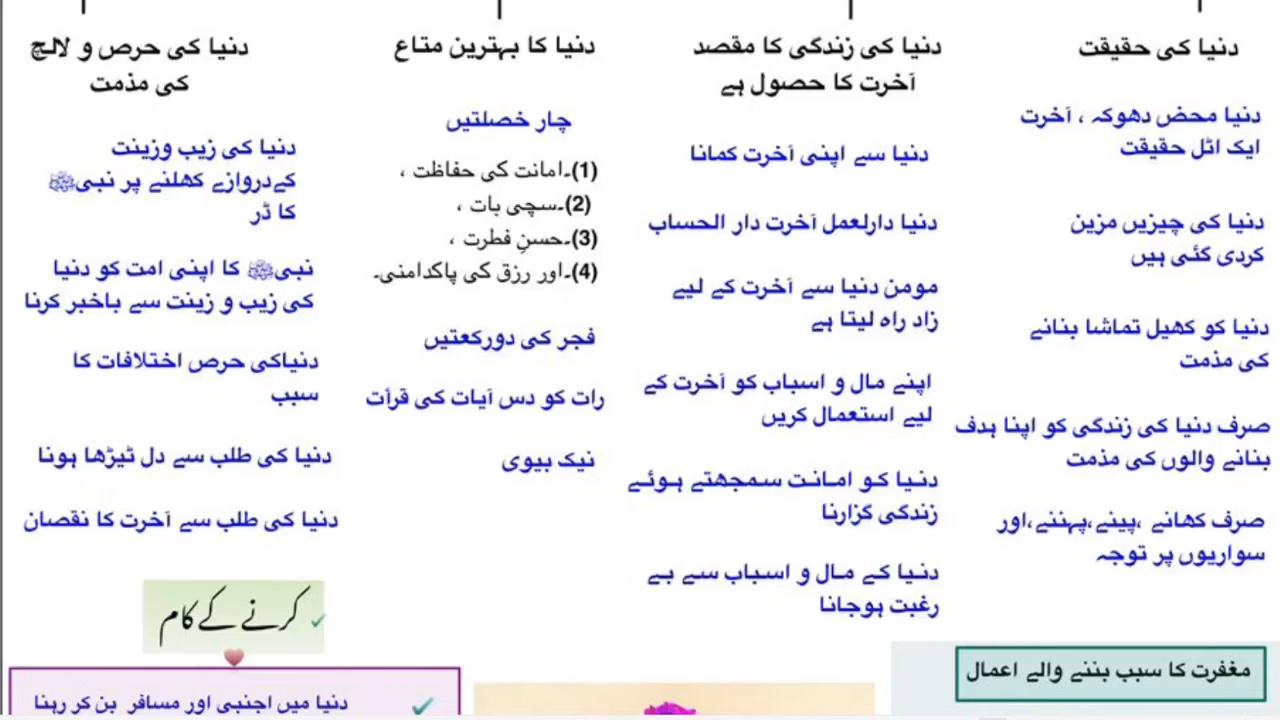 دنیا کی حقیقت
دنیا محض دھوکہ ، آخرت
ایک اٹل حقیقت
دنیا کی چیزیں مزین
کردی گئی ہیں
دنیا کو کھیل تماشا بنانے
کی مذمت
صرف دنیا کی زندگی کو اپنا ہدف
بنانے والوں کی مذمت
صرف کھانے ،پینے،پہننے،اور
سواریوں پر توجہ
دنیا کی زندگی کا مقصد
آخرت کا حصول ہے
دنیا سے اپنی آخرت کمانا
دنیا دارلعمل آخرت دار الحساب
مومن دنیا سے آخرت کے لیے
زاد راہ لیتا ہے
اپنے مال و اسباب کو آخرت کے
لیے استعمال کریں
دنیا کو امانت سمجھتے ہوئے
زندگی گزارنا
دنیا کے مال و اسباب سے بے
رغبت ہوجانا
دنیا کا بہترین متاع
چار خصلتیں
(1)۔امانت کی حفاظت ،
(2)۔سچی بات ،
(3)۔حسنِ فطرت ،
(4)۔اور رزق کی پاکدامنی۔
فجر کی دورکعتیں
رات کو دس آیات کی قرأت
نیک بیوی
دنیا کی حرص و لالچ
کی مذمت
دنیا کی زیب وزینت
کےدروازے کھلنے پر نبیﷺ
کا ڈر
نبیﷺ کا اپنی امت کو دنیا
کی زیب و زینت سے باخبر کرنا
دنیاکی حرص اختلافات کا
سبب
دنیا کی طلب سے دل ٹیڑھا ہونا
دنیا کی طلب سے آخرت کا نقصان
کرنے کے کام
دنیا میں اجنبی اور مسافر بن کر رہنا
مغفرت کا سبب بننے والے اعمال